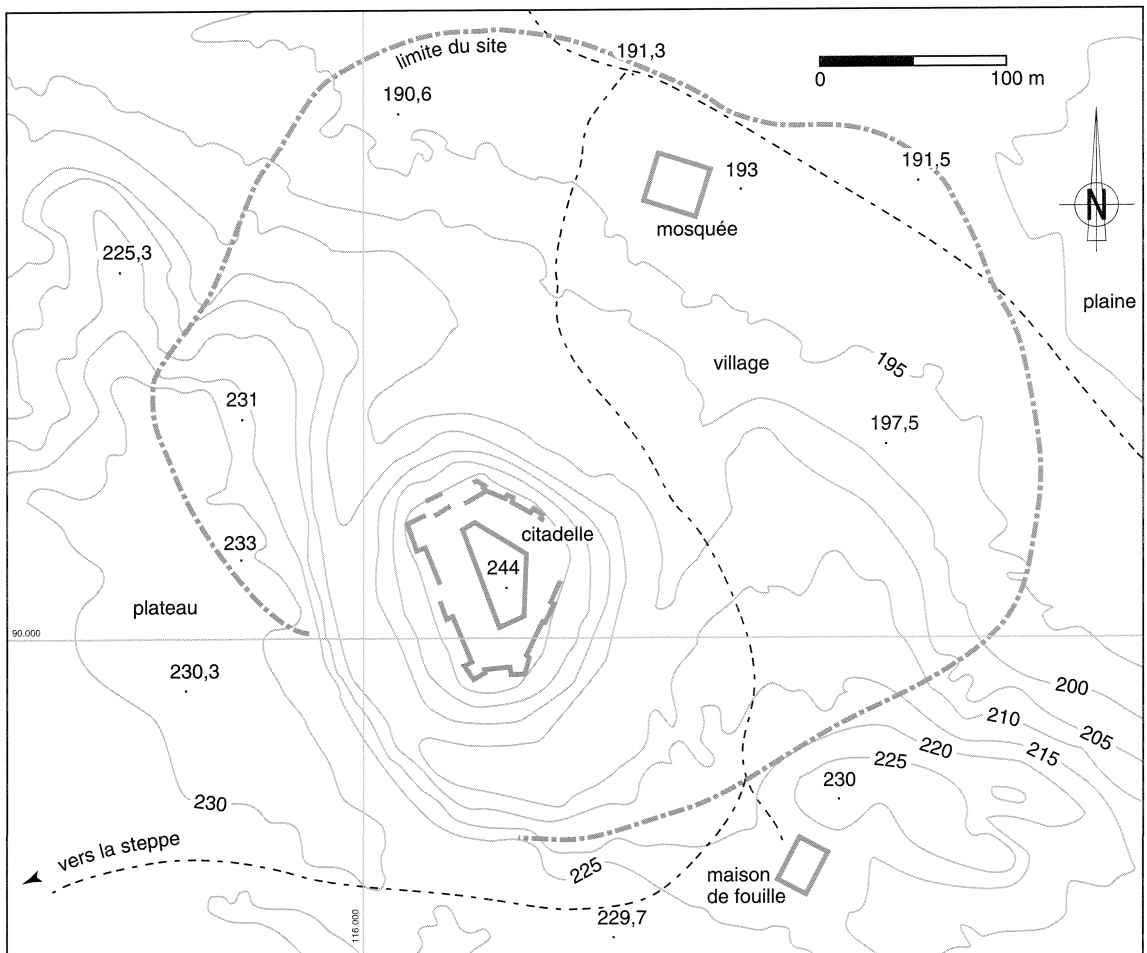 limite du site
191,3
0
100 m
190,6
191,5
193
N
mosquée
225,3
plaine
village
195
231
197,5
citadelle
233
244
plateau
90.000
230,3
200
210
205
220
215
225
230
230
vers la steppe
225
maison
de fouille
229,7
116.000